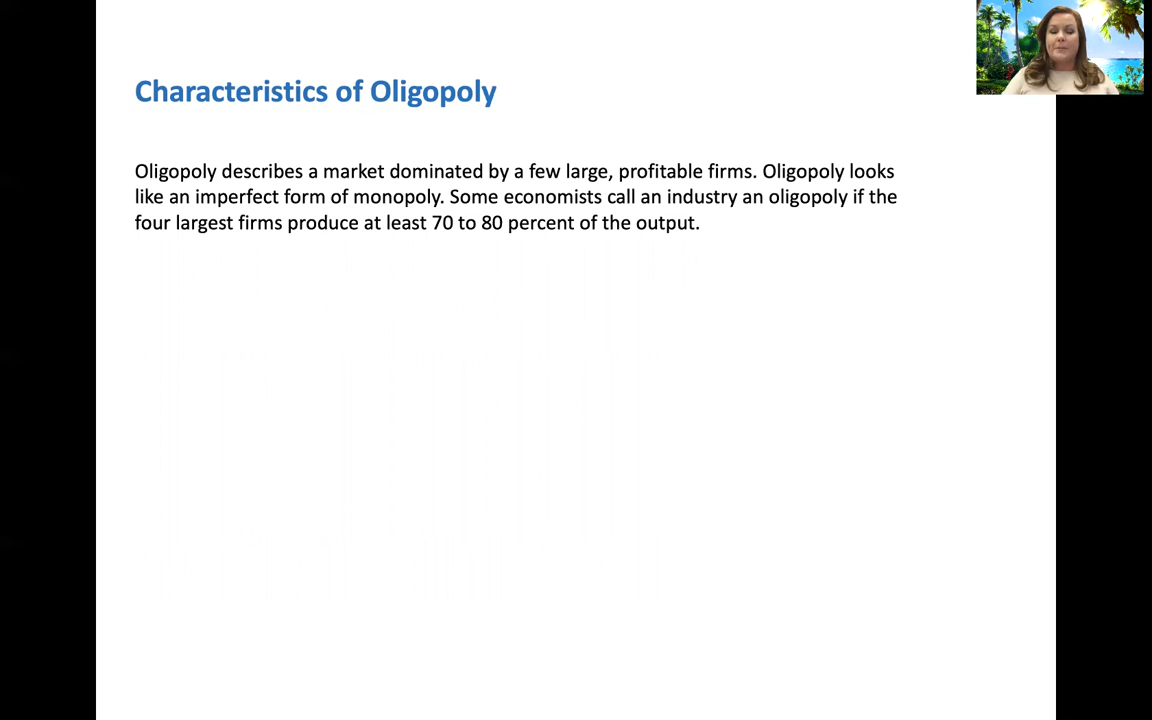 Characteristics of Oligopoly
Oligopoly describes a market dominated by a few large, profitable firms. Oligopoly looks
like an imperfect form of monopoly. Some economists call an industry an oligopoly if the
four largest firms produce at least 70 to 80 percent of the output.